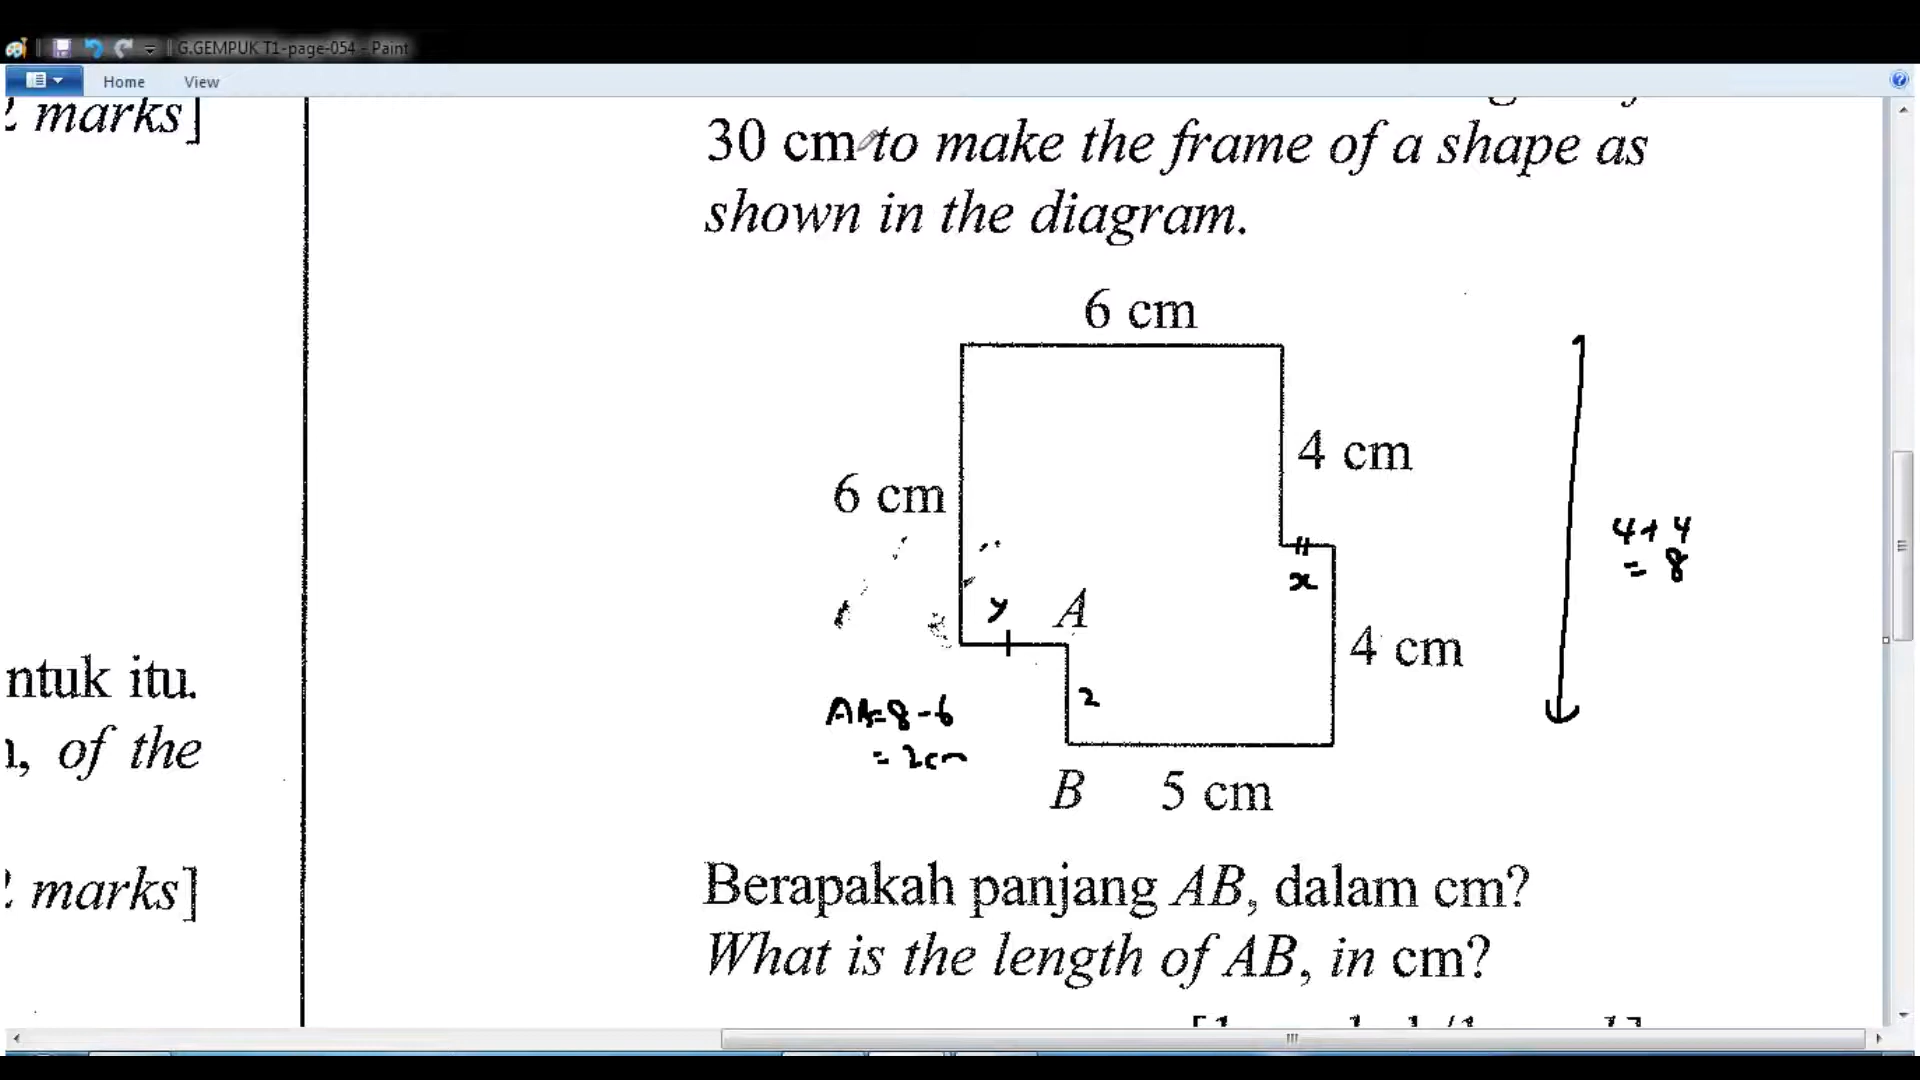 G.GEMPUK T1-page-054 - Paint
Home View
marks]
30 cm to make the frame of a shape as
shown in the diagram.
6 cm
4 cm
6 cm
4 + 4
= 8
x
y
A
4 cm
ntuk itu.
2
AB=8-6
of the
= 2cm
B 5 cm
marks]
Berapakah panjang AB, dalam cm?
What is the length of AB, in cm?